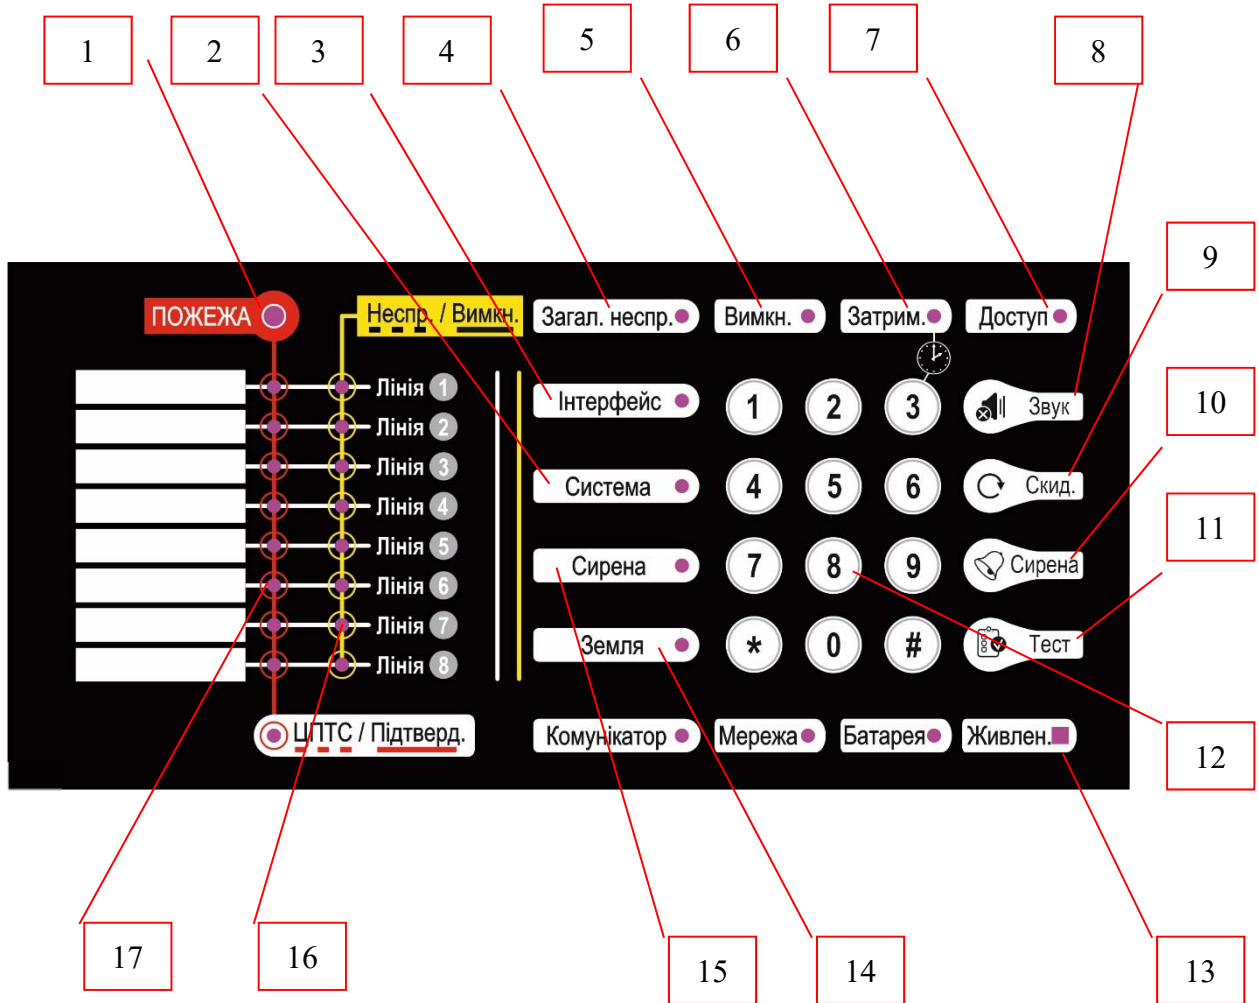 1 2 3 4 5 6 7 8
9
ПОЖЕЖА Неспр. / Вимкн. Загал. неспр. Вимкн. Затрим. Доступ
Лінія 1 Інтерфейс 1 2 3 Звук 10
Лінія 2
Лінія 3
Лінія 4 Система 4 5 6 Скид.
11
Лінія 5
Лінія 6 Сирена 7 8 9 Сирена
Лінія 7
Лінія 8 Земля * 0 # Тест
ЦПТС / Підтверд. Комунікатор Мережа Батарея Живлен. 12
17 16 15 14 13